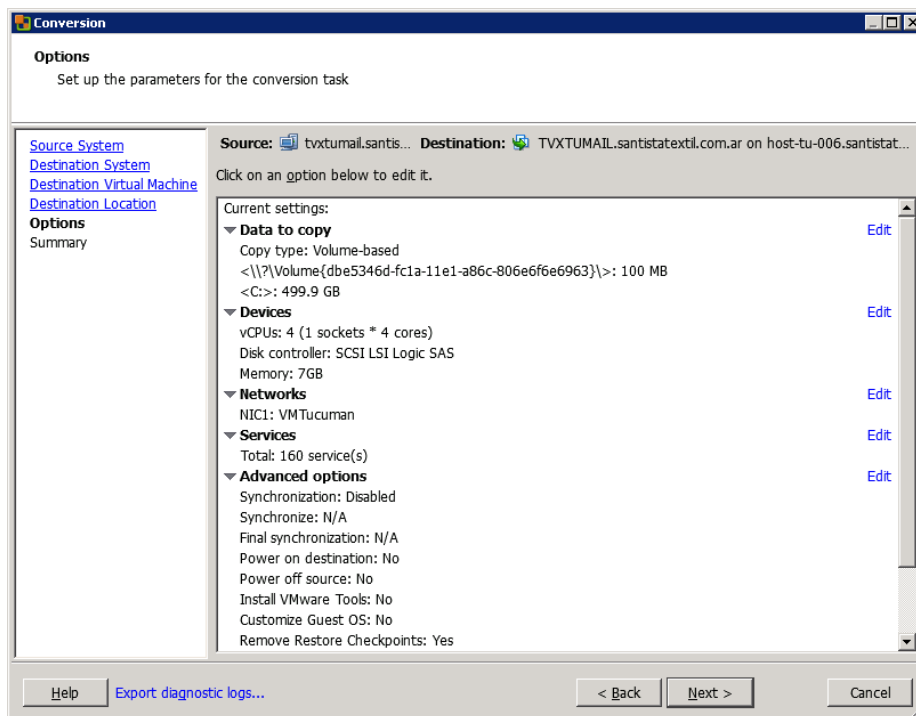 Conversion
Options
Set up the parameters for the conversion task
Source System
Destination System
Destination Virtual Machine
Destination Location
Options
Summary
Source: tvxtumail.santis... Destination: TVXTUMAIL.santistatextil.com.ar on host-tu-006.santistat...
Click on an option below to edit it.
Current settings:
Data to copy Edit
Copy type: Volume-based
<\\?\Volume{dbe5346d-fc1a-11e1-a86c-806e6f6e6963}\>: 100 MB
<C:>: 499.9 GB
Devices Edit
vCPUs: 4 (1 sockets * 4 cores)
Disk controller: SCSI LSI Logic SAS
Memory: 7GB
Networks Edit
NIC1: VMTucuman
Services Edit
Total: 160 service(s)
Advanced options Edit
Synchronization: Disabled
Synchronize: N/A
Final synchronization: N/A
Power on destination: No
Power off source: No
Install VMware Tools: No
Customize Guest OS: No
Remove Restore Checkpoints: Yes
Help Export diagnostic logs... < Back Next > Cancel